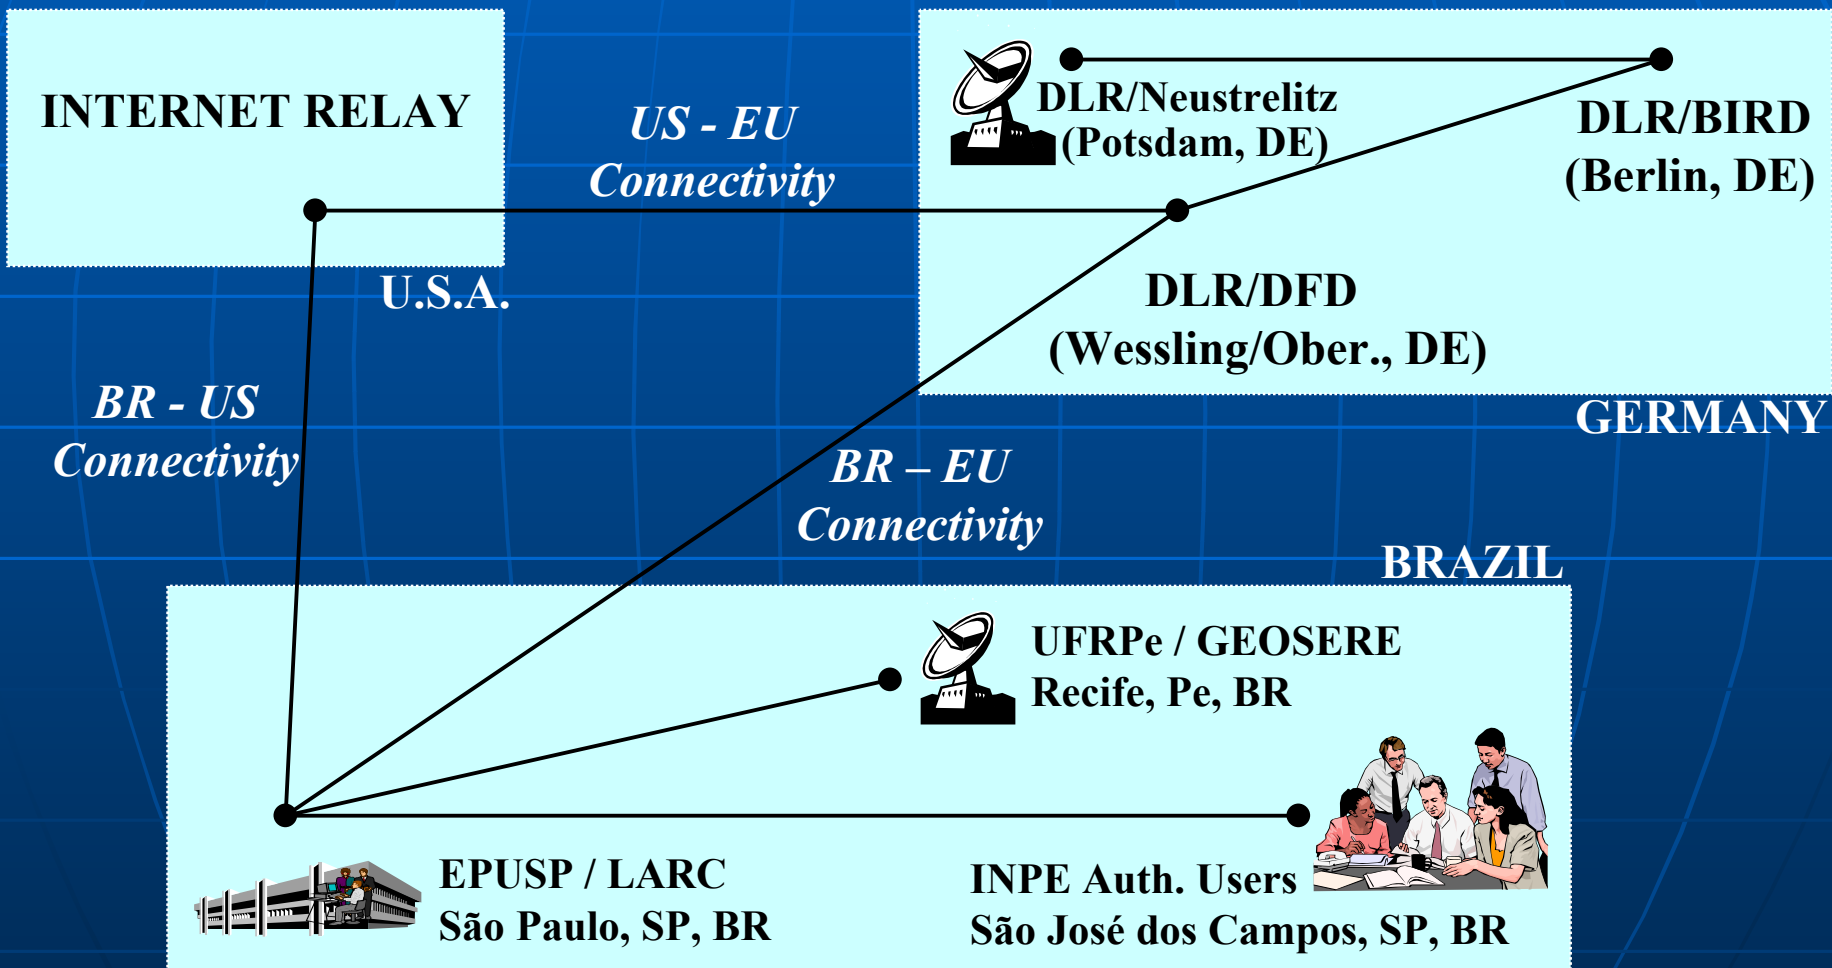 INTERNET RELAY
U.S.A.
US - EU
Connectivity
DLR/Neustrelitz
(Potsdam, DE)
DLR/BIRD
(Berlin, DE)
DLR/DFD
(Wessling/Ober., DE)
GERMANY
BR - US
Connectivity
BR – EU
Connectivity
BRAZIL
UFRPe / GEOSERE
Recife, Pe, BR
EPUSP / LARC
São Paulo, SP, BR
INPE Auth. Users
São José dos Campos, SP, BR